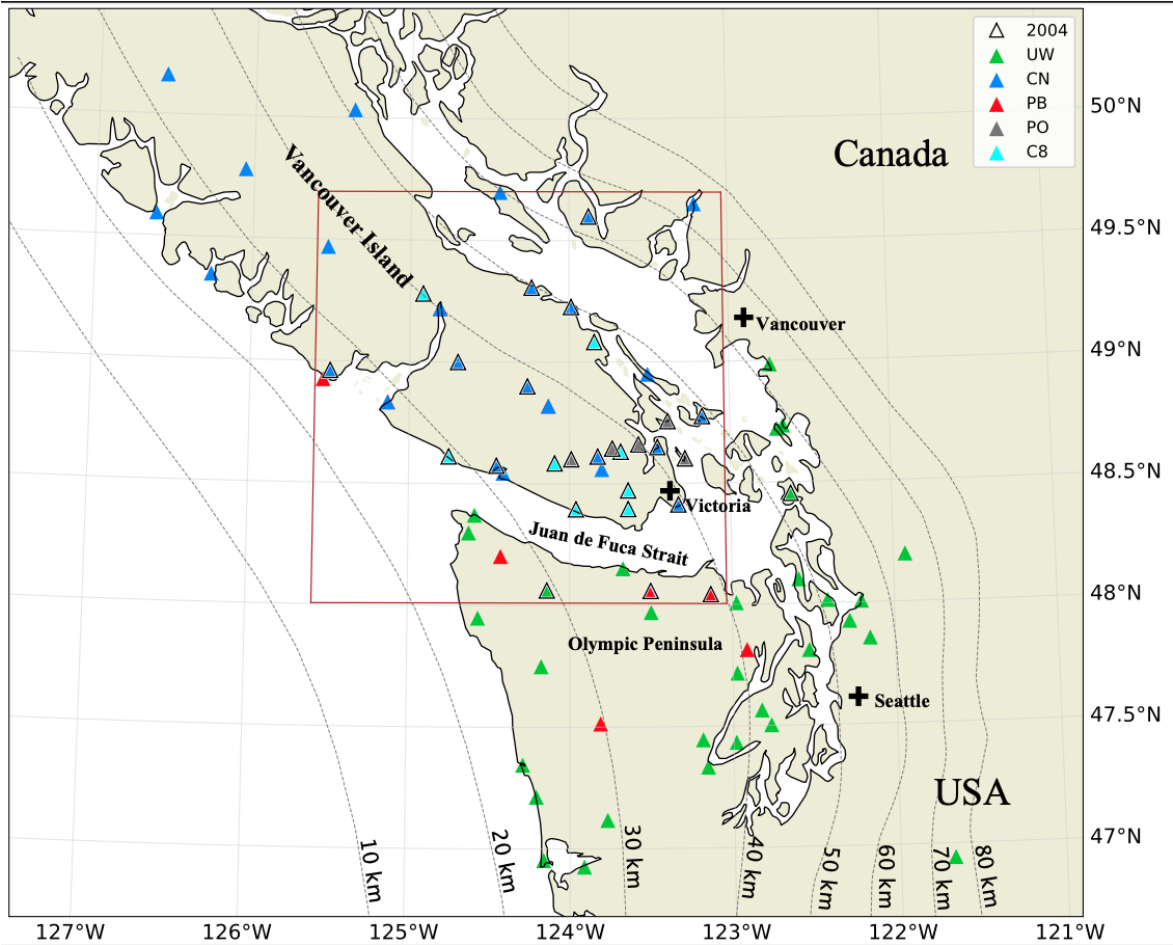 2004
UW
CN
PB
PO
C8
50°N
49.5°N
49°N
48.5°N
48°N
47.5°N
47°N
Canada
Vancouver Island
Vancouver
Victoria
Juan de Fuca Strait
Olympic Peninsula
Seattle
USA
10 km
20 km
30 km
40 km
50 km
60 km
70 km
80 km
127°W
126°W
125°W
124°W
123°W
122°W
121°W